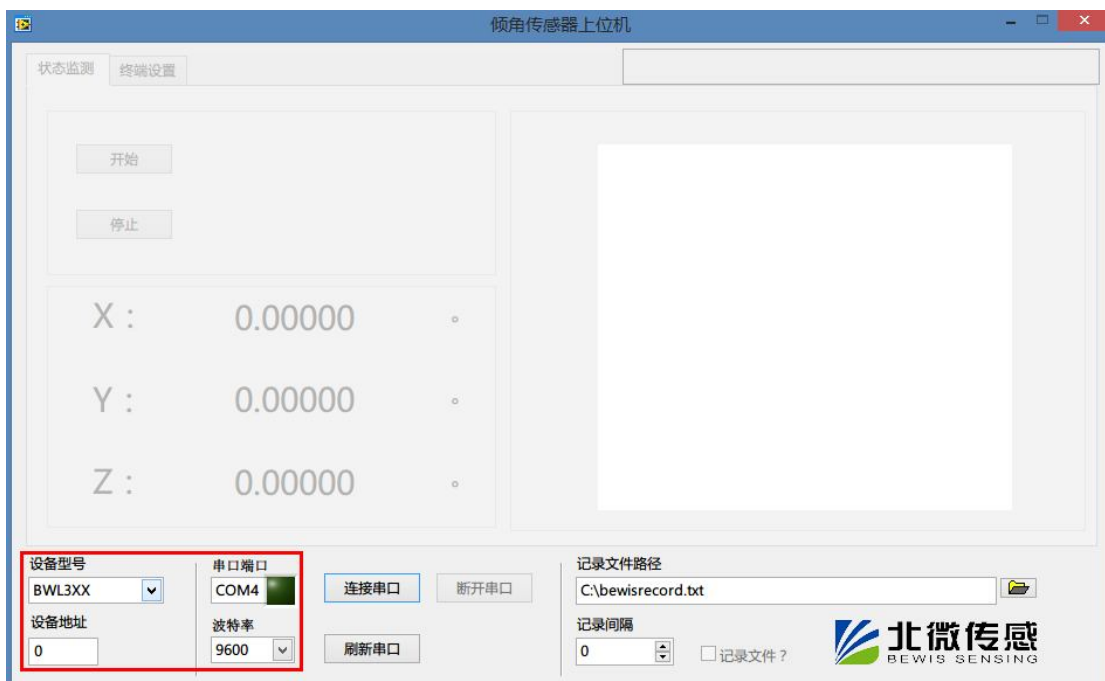 倾角传感器上位机
状态监测 终端设置
开始
停止
X： 0.00000 °
Y： 0.00000 °
Z： 0.00000 °
设备型号 串口端口 记录文件路径
BWL3XX COM4 连接串口 断开串口 C:\bewisrecord.txt
设备地址 波特率 记录间隔
0 9600 刷新串口 0 记录文件？
北微传感
BEWIS SENSING